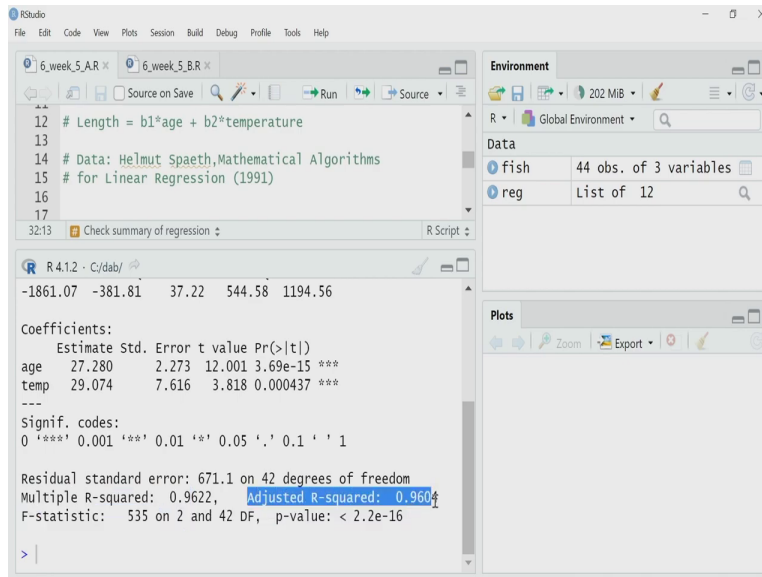 RStudio
File Edit Code View Plots Session Build Debug Profile Tools Help
6_week_5_A.R × 6_week_5_B.R ×
Source on Save Run Source
12 # Length = b1*age + b2*temperature
13
14 # Data: Helmut Spaeth,Mathematical Algorithms
15 # for Linear Regression (1991)
16
17
32:13 # Check summary of regression R Script
R 4.1.2 · C:/dab/
-1861.07 -381.81 37.22 544.58 1194.56
Coefficients:
Estimate Std. Error t value Pr(>|t|)
age 27.280 2.273 12.001 3.69e-15 ***
temp 29.074 7.616 3.818 0.000437 ***
---
Signif. codes:
0 ‘***’ 0.001 ‘**’ 0.01 ‘*’ 0.05 ‘.’ 0.1 ‘ ’ 1
Residual standard error: 671.1 on 42 degrees of freedom
Multiple R-squared: 0.9622, Adjusted R-squared: 0.9604
F-statistic: 535 on 2 and 42 DF, p-value: < 2.2e-16
>
Environment
202 MiB
R Global Environment
Data
fish 44 obs. of 3 variables
reg List of 12
Plots
Zoom Export